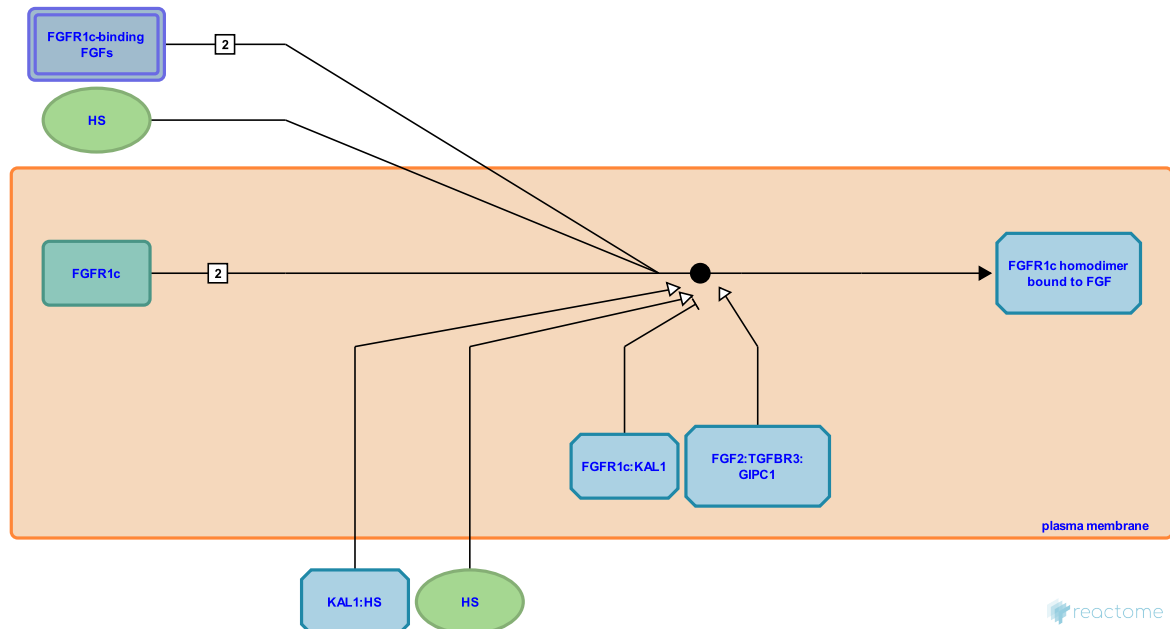 FGFR1c-binding
FGFs
2
HS
FGFR1c
2
FGFR1c homodimer
bound to FGF
FGFR1c:KAL1
FGF2:TGFBR3:
GIPC1
plasma membrane
KAL1:HS
HS
reactome